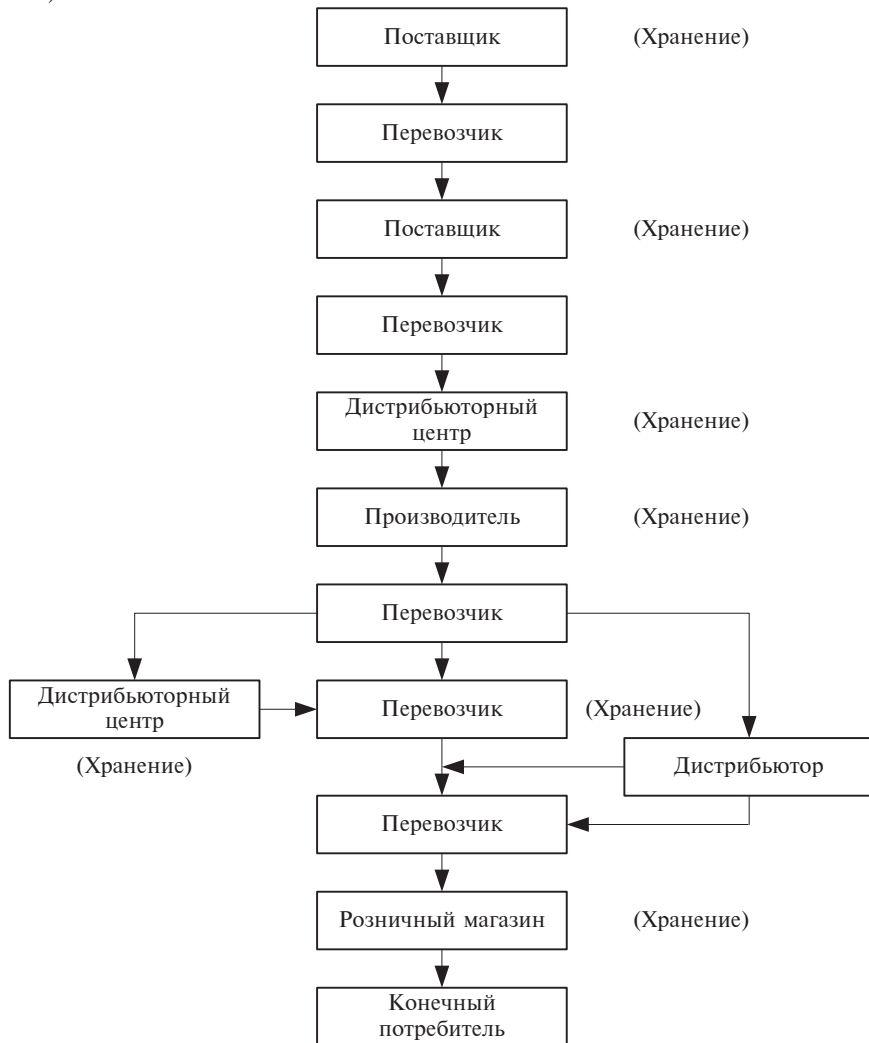 )
Поставщик
(Хранение)
Перевозчик
Поставщик
(Хранение)
Перевозчик
Дистрибьюторный
центр
(Хранение)
Производитель
(Хранение)
Перевозчик
Дистрибьюторный
центр
(Хранение)
Перевозчик
(Хранение)
Дистрибьютор
Перевозчик
Розничный магазин
(Хранение)
Конечный
потребитель